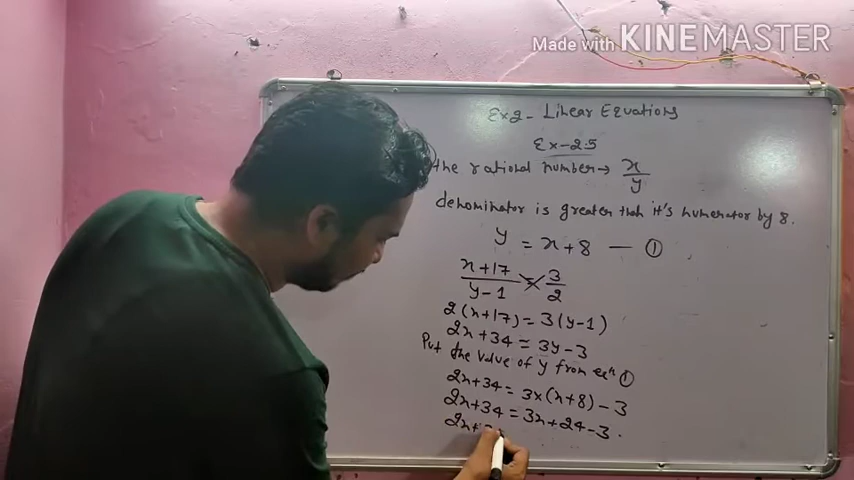 Made with KINEMASTER
Ex 2 - Linear Equations
Ex-2.5
the rational number→ x/y
denominator is greater than it's numerator by 8.
y = x+8 — ①
x+17/y-1 = 3/2
2(x+17) = 3(y-1)
2x+34 = 3y-3
Put the value of y from eqⁿ ①
2x+34 = 3×(x+8)-3
2x+34 = 3x+24-3
2x+